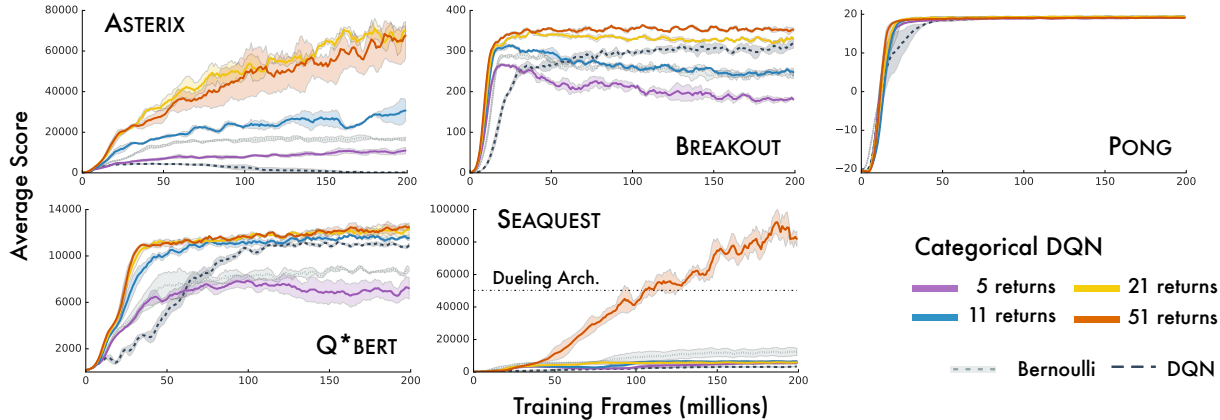 ASTERIX
80000
60000
40000
20000
0
0 50 100 150 200
BREAKOUT
400
300
200
100
0
0 50 100 150 200
PONG
20
10
0
−10
−20
0 50 100 150 200
Average Score
Q*BERT
14000
12000
10000
8000
6000
4000
2000
0 50 100 150 200
SEAQUEST
100000
80000
60000
40000
20000
0
Dueling Arch.
0 50 100 150 200
Training Frames (millions)
Categorical DQN
5 returns 21 returns
11 returns 51 returns
Bernoulli DQN